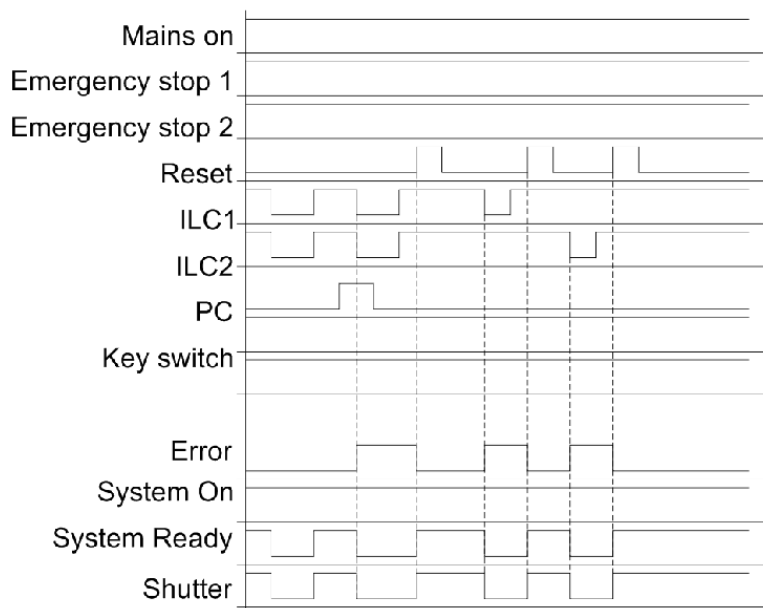 Mains on
Emergency stop 1
Emergency stop 2
Reset
ILC1
ILC2
PC
Key switch
Error
System On
System Ready
Shutter